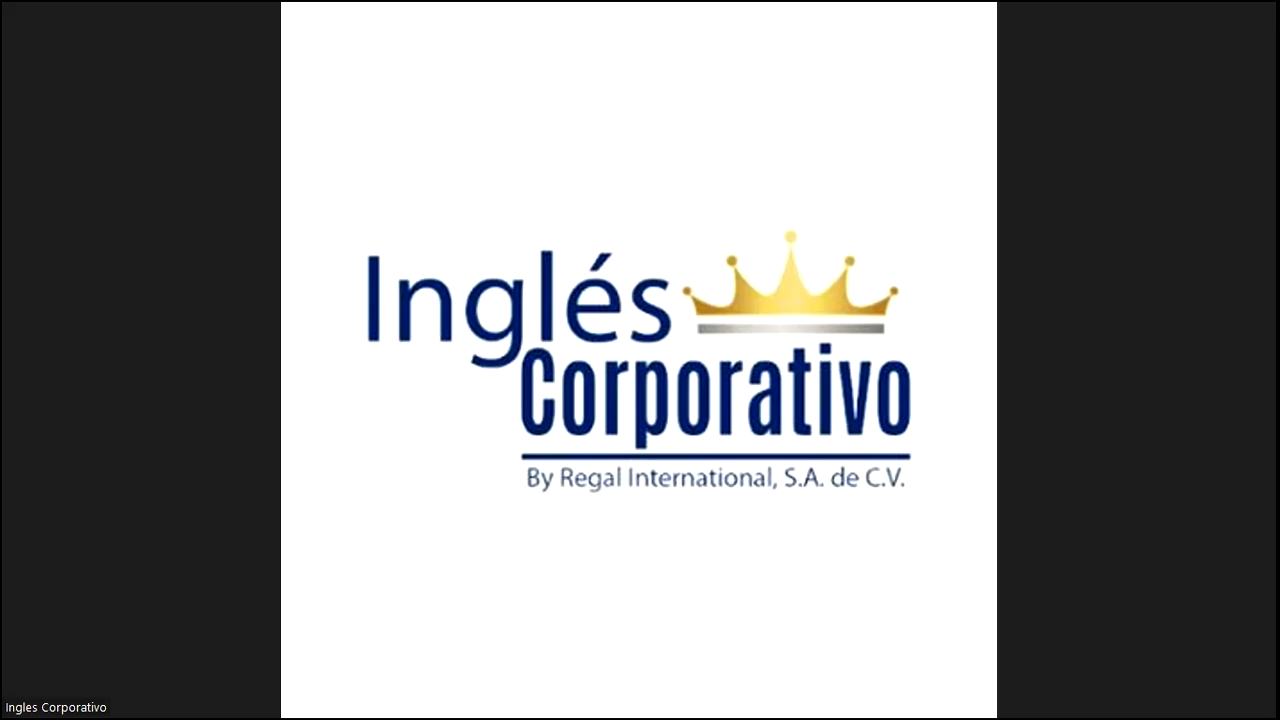 Inglés
Corporativo
By Regal International, S.A. de C.V.
Ingles Corporativo